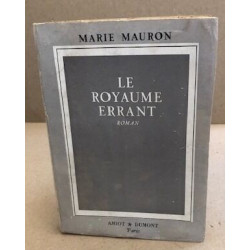 MARIE MAURON
LE
ROYAUME
ERRANT
ROMAN
AMIOT & DUMONT
Paris